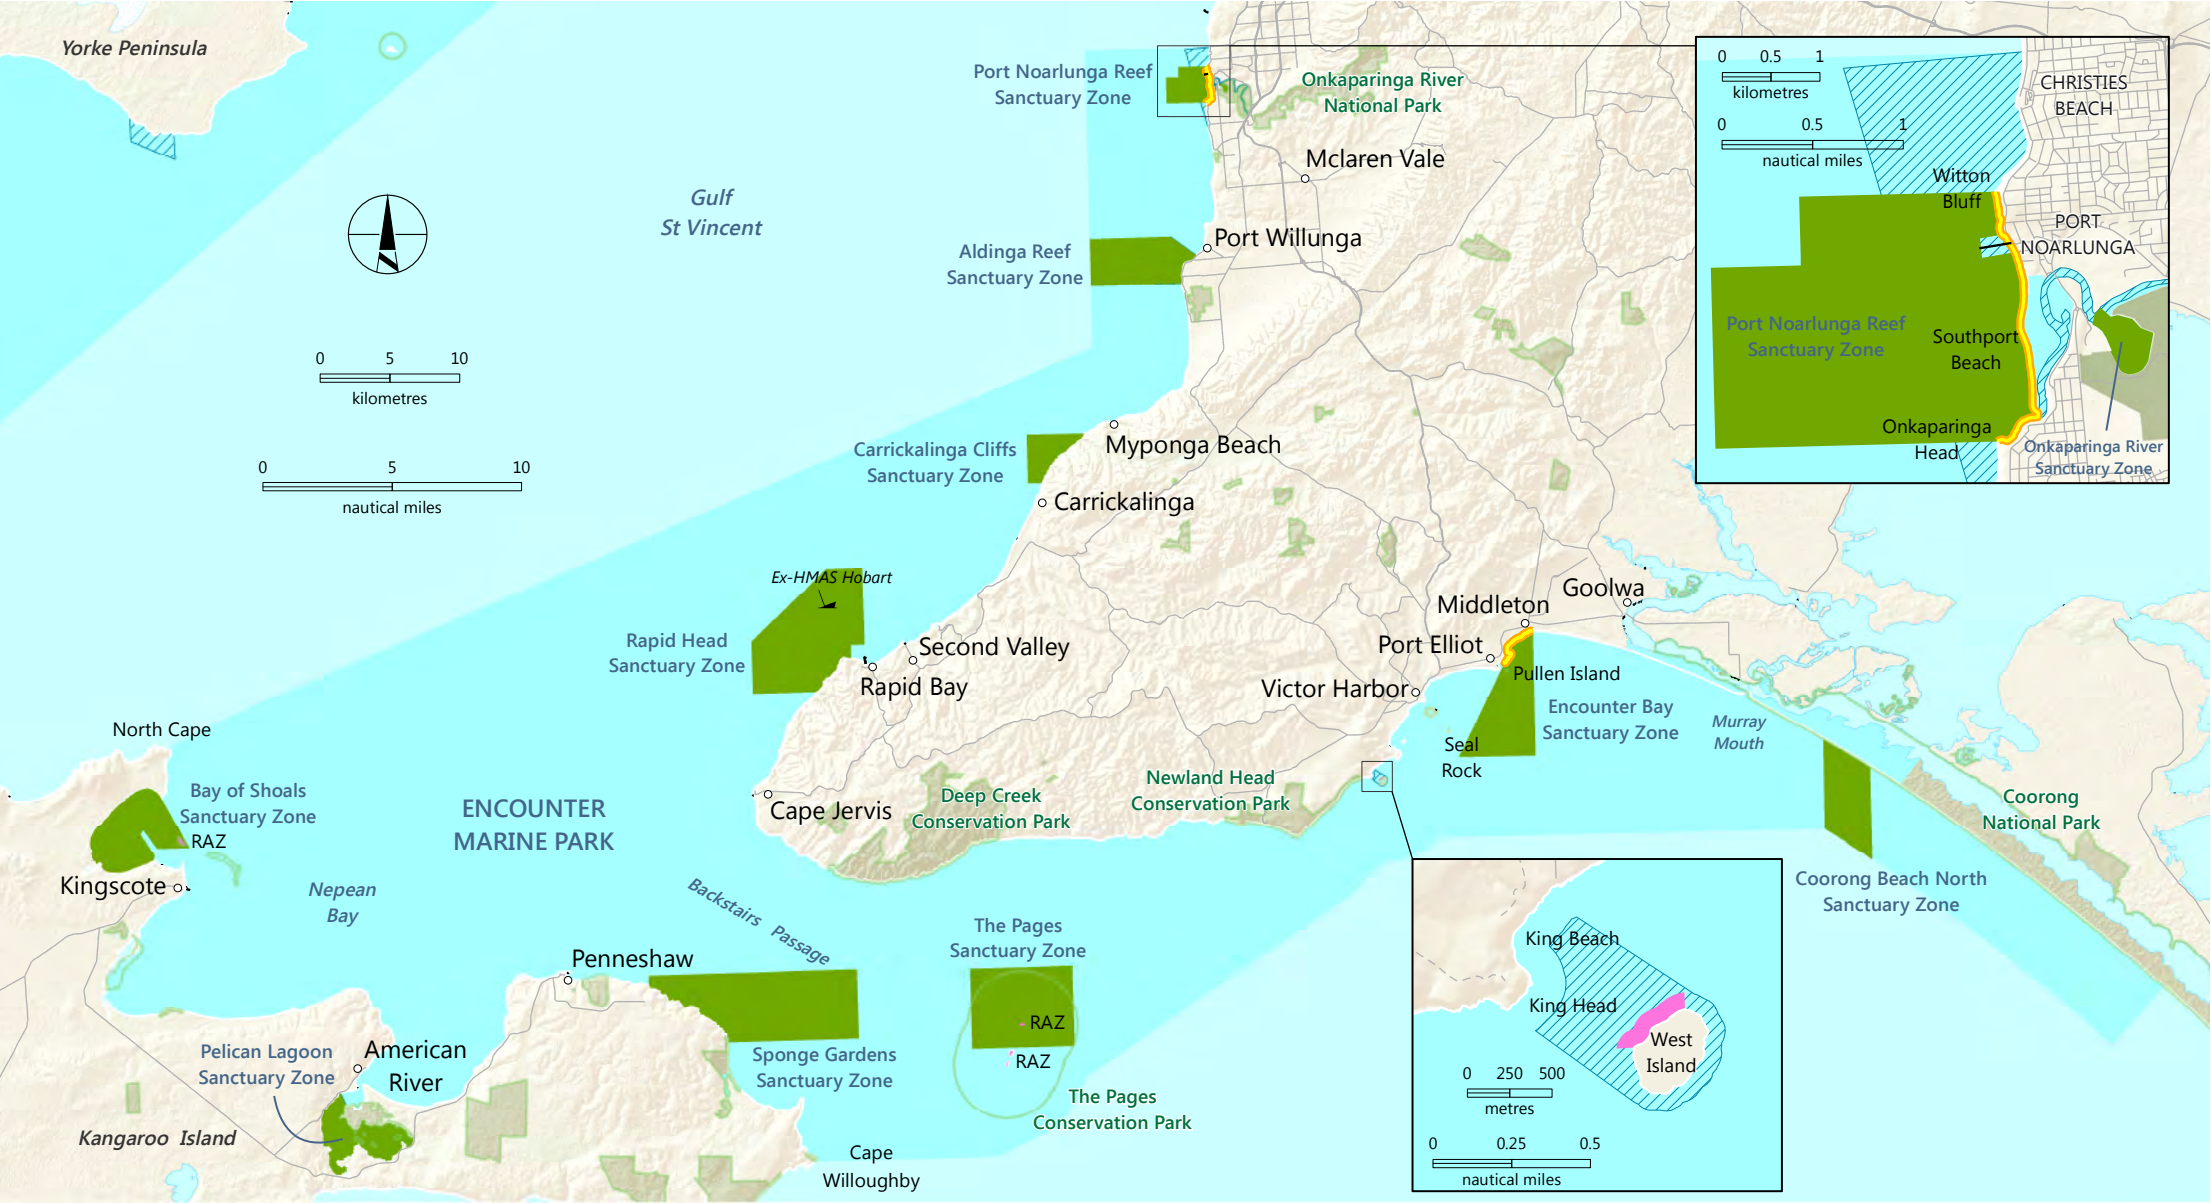 Yorke Peninsula
Gulf
St Vincent
0 5 10
kilometres
0 5 10
nautical miles
Port Noarlunga Reef
Sanctuary Zone
Onkaparinga River
National Park
Mclaren Vale
Port Willunga
Aldinga Reef
Sanctuary Zone
Myponga Beach
Carrickalinga Cliffs
Sanctuary Zone
Carrickalinga
Ex-HMAS Hobart
Rapid Head
Sanctuary Zone
Second Valley
Rapid Bay
Goolwa
Middleton
Port Elliot
Pullen Island
Victor Harbor
Encounter Bay
Sanctuary Zone
Murray
Mouth
Seal
Rock
North Cape
Bay of Shoals
Sanctuary Zone
RAZ
Kingscote
Nepean
Bay
ENCOUNTER
MARINE PARK
Cape Jervis
Deep Creek
Conservation Park
Newland Head
Conservation Park
Coorong
National Park
Coorong Beach North
Sanctuary Zone
Backstairs Passage
Penneshaw
The Pages
Sanctuary Zone
RAZ
RAZ
The Pages
Conservation Park
Sponge Gardens
Sanctuary Zone
American
River
Pelican Lagoon
Sanctuary Zone
Kangaroo Island
Cape
Willoughby
0 0.5 1
kilometres
0 0.5 1
nautical miles
CHRISTIES
BEACH
Witton
Bluff
PORT
NOARLUNGA
Port Noarlunga Reef
Sanctuary Zone
Southport
Beach
Onkaparinga
Head
Onkaparinga River
Sanctuary Zone
King Beach
King Head
West
Island
0 250 500
metres
0 0.25 0.5
nautical miles